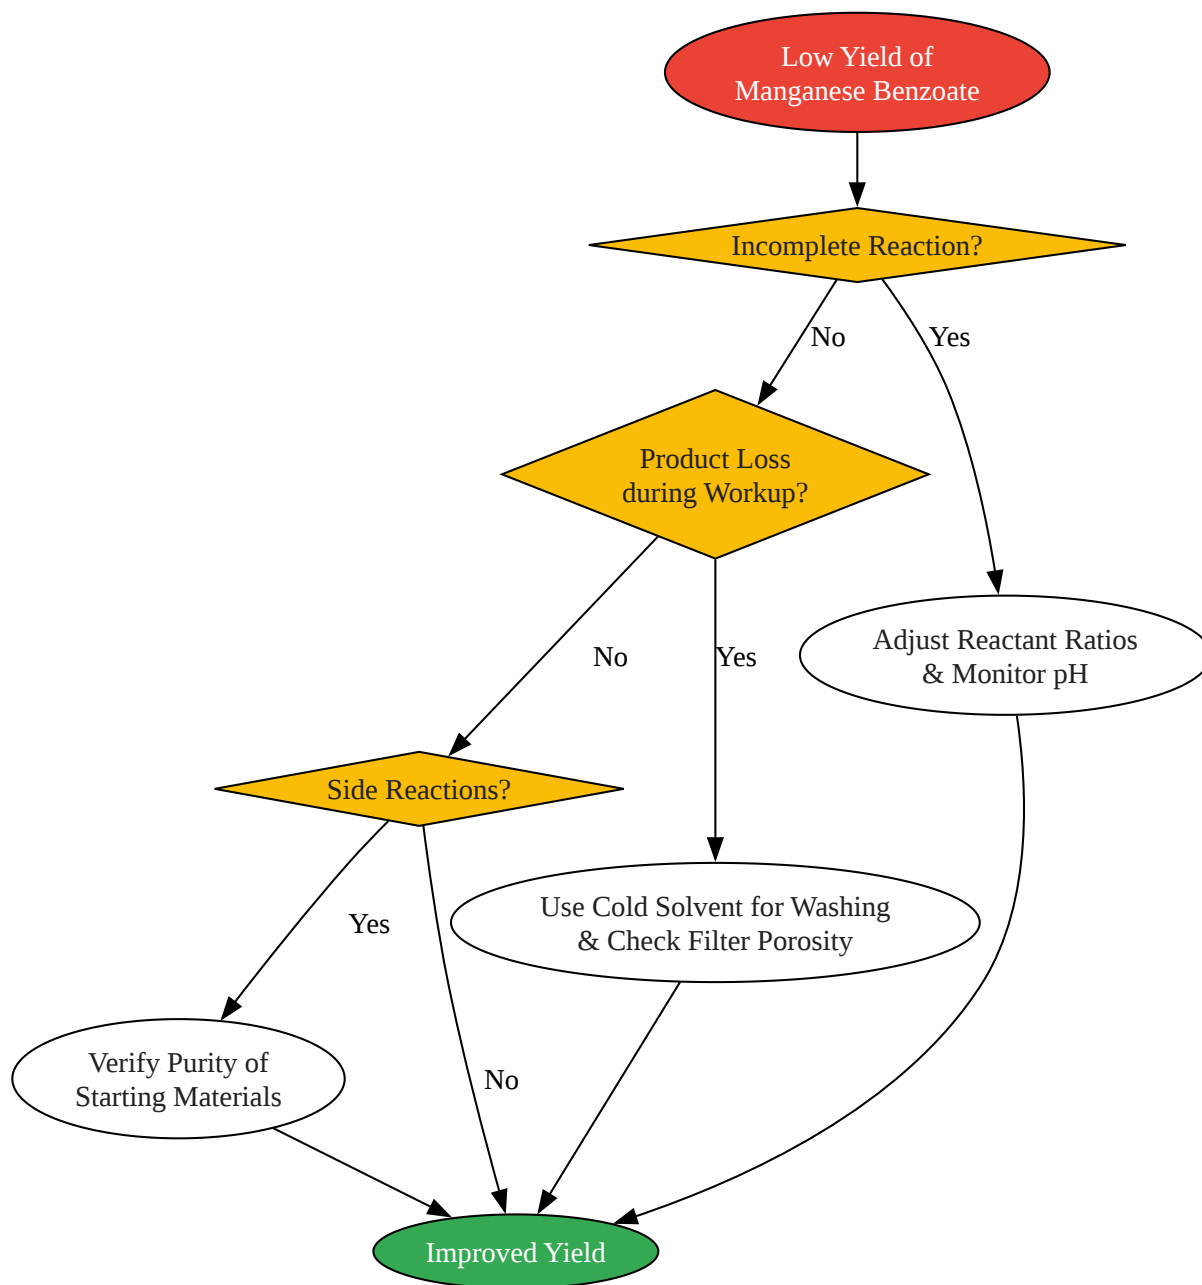 Low Yield of
Manganese Benzoate
Incomplete Reaction?
No
Yes
Product Loss
during Workup?
Adjust Reactant Ratios
& Monitor pH
No
Yes
Side Reactions?
Use Cold Solvent for Washing
& Check Filter Porosity
Yes
Verify Purity of
Starting Materials
No
Improved Yield